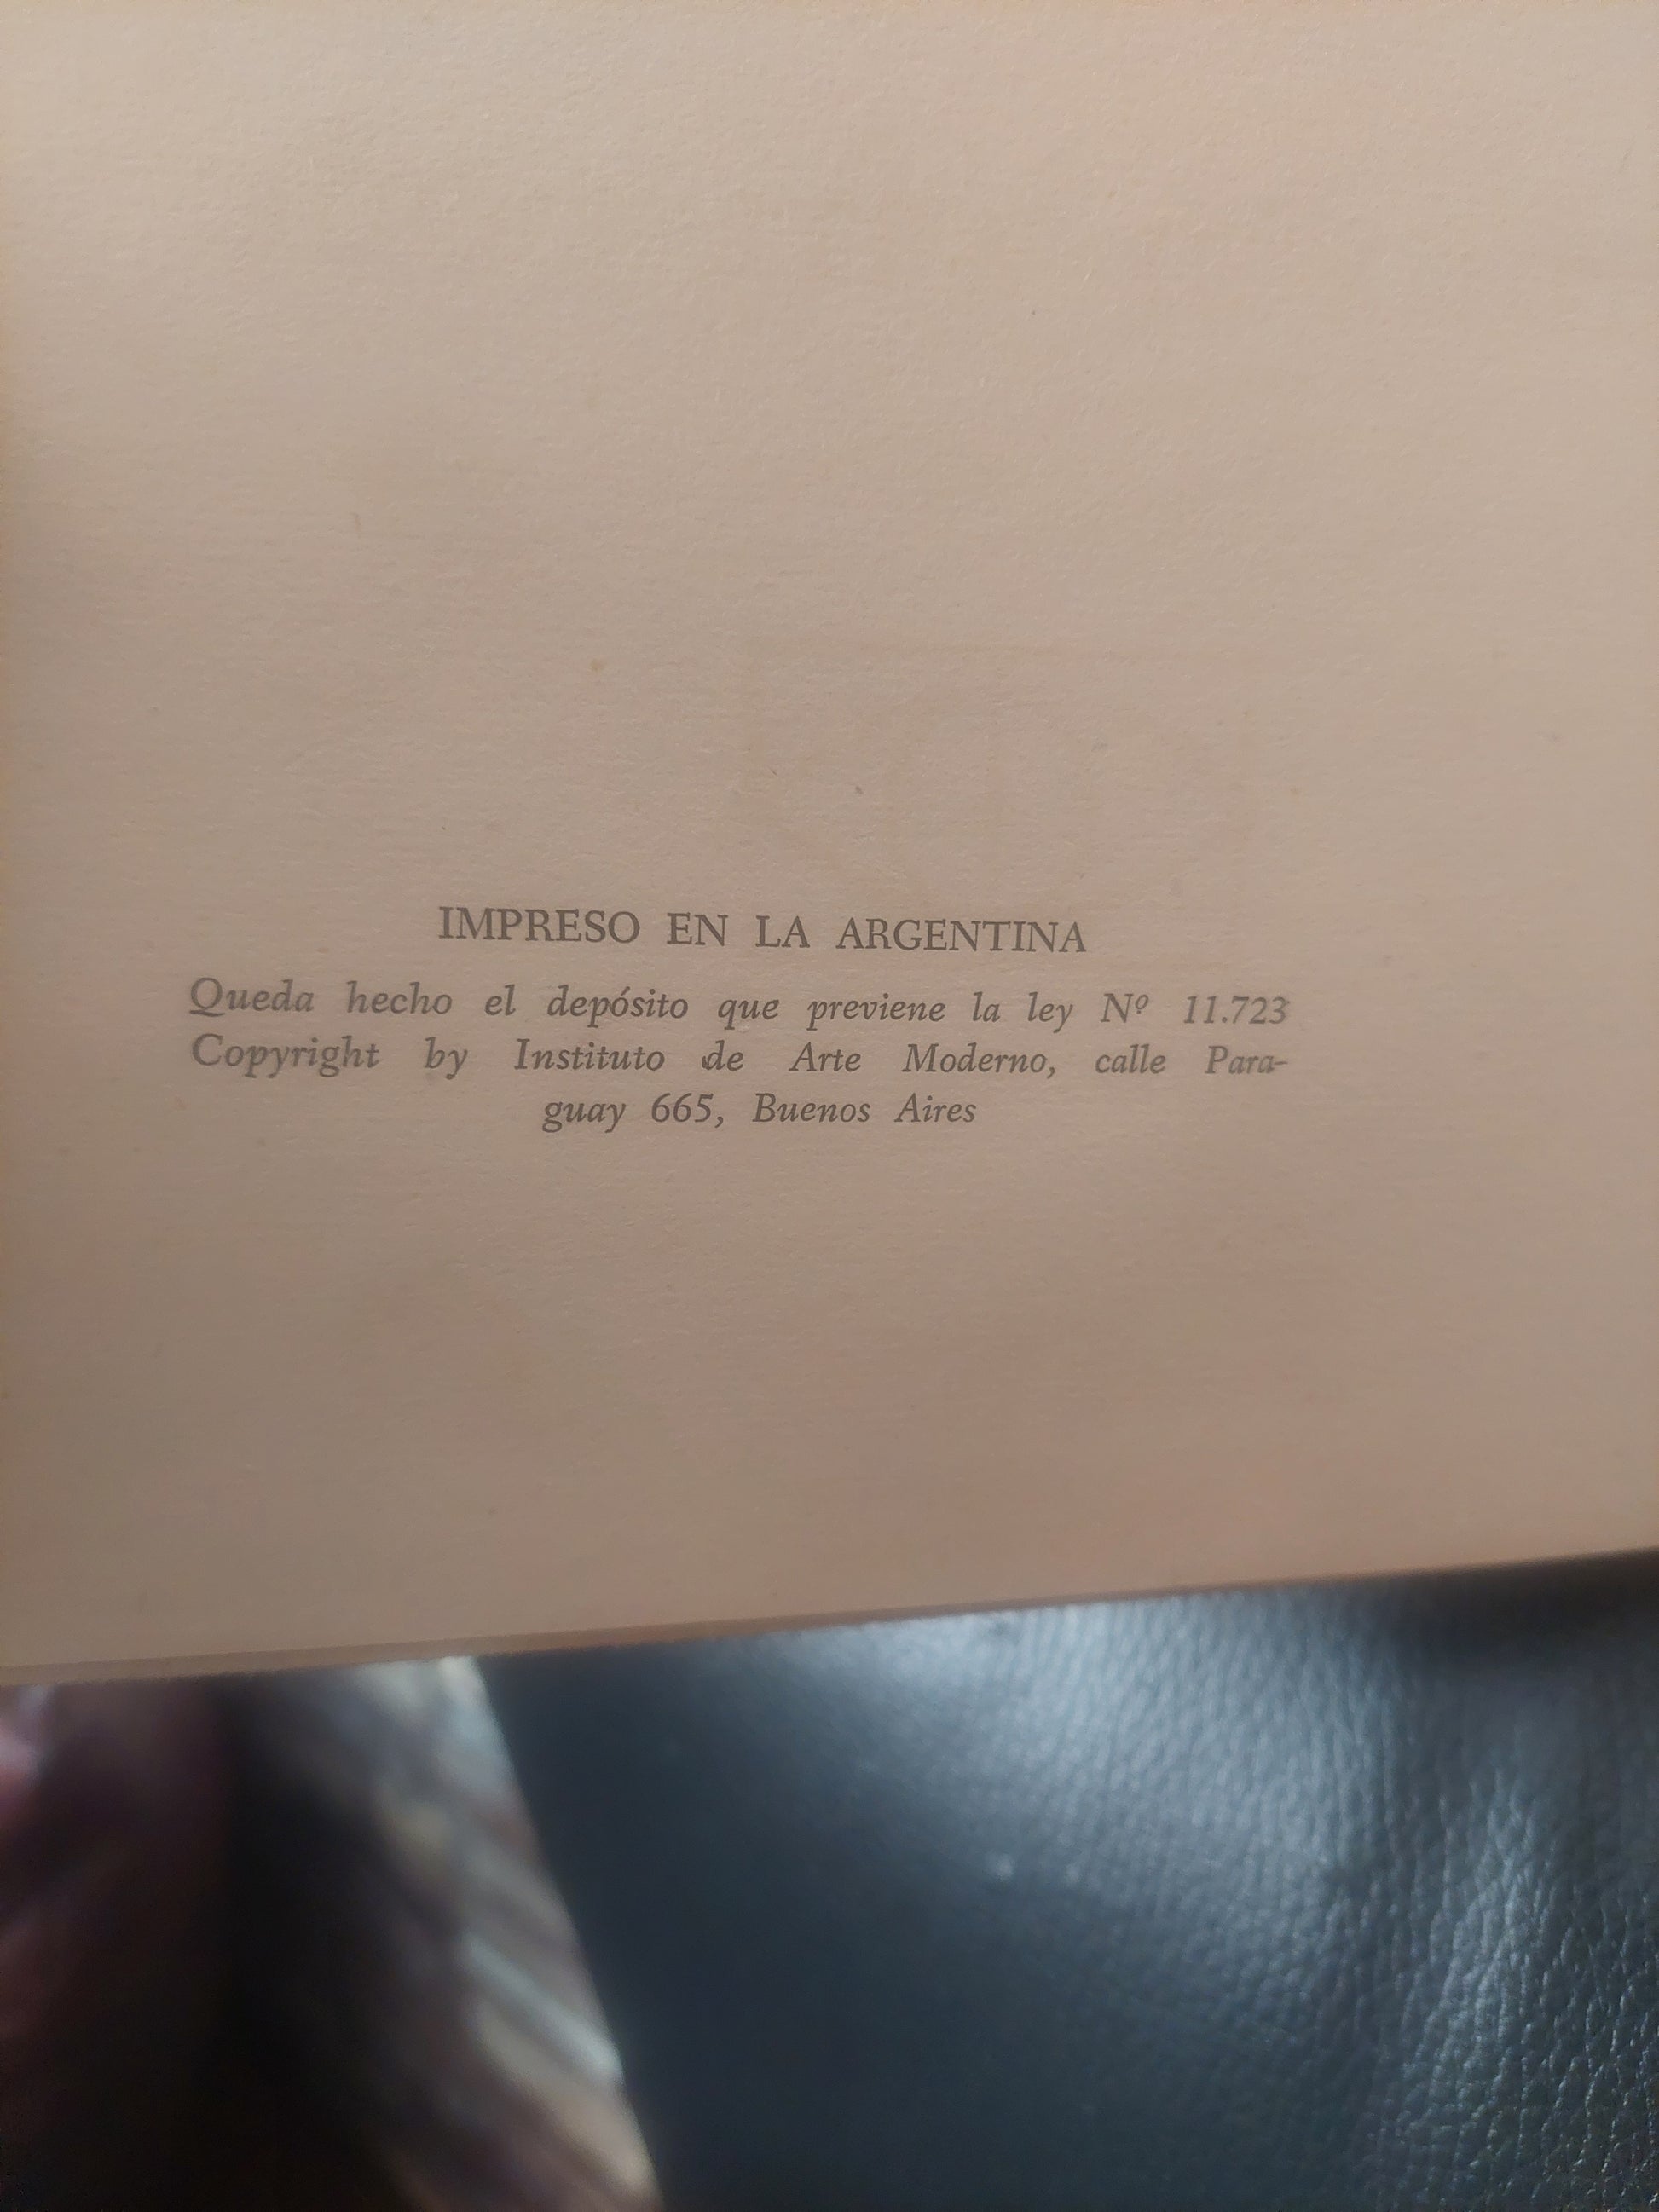 IMPRESO EN LA ARGENTINA
Queda hecho el depósito que previene la ley Nº 11.723
Copyright by Instituto de Arte Moderno, calle Para-
guay 665, Buenos Aires